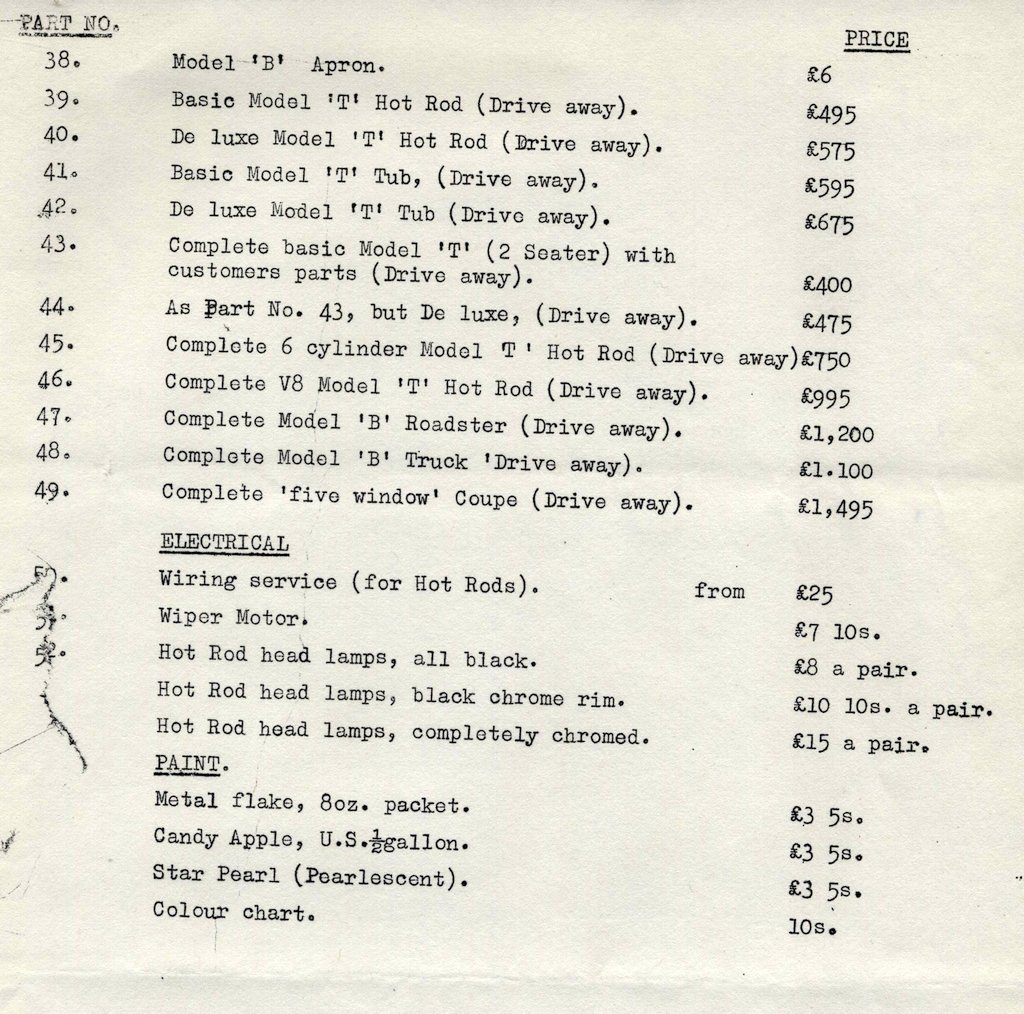 PART NO. PRICE
38. Model 'B' Apron. £6
39. Basic Model 'T' Hot Rod (Drive away). £495
40. De luxe Model 'T' Hot Rod (Drive away). £575
41. Basic Model 'T' Tub, (Drive away). £595
42. De luxe Model 'T' Tub (Drive away). £675
43. Complete basic Model 'T' (2 Seater) with
customers parts (Drive away). £400
44. As Part No. 43, but De luxe, (Drive away). £475
45. Complete 6 cylinder Model T ' Hot Rod (Drive away)£750
46. Complete V8 Model 'T' Hot Rod (Drive away). £995
47. Complete Model 'B' Roadster (Drive away). £1,200
48. Complete Model 'B' Truck 'Drive away). £1.100
49. Complete 'five window' Coupe (Drive away). £1,495
ELECTRICAL
50. Wiring service (for Hot Rods). from £25
51. Wiper Motor. £7 10s.
52. Hot Rod head lamps, all black. £8 a pair.
Hot Rod head lamps, black chrome rim. £10 10s. a pair.
Hot Rod head lamps, completely chromed. £15 a pair.
PAINT.
Metal flake, 8oz. packet. £3 5s.
Candy Apple, U.S.½gallon. £3 5s.
Star Pearl (Pearlescent). £3 5s.
Colour chart. 10s.